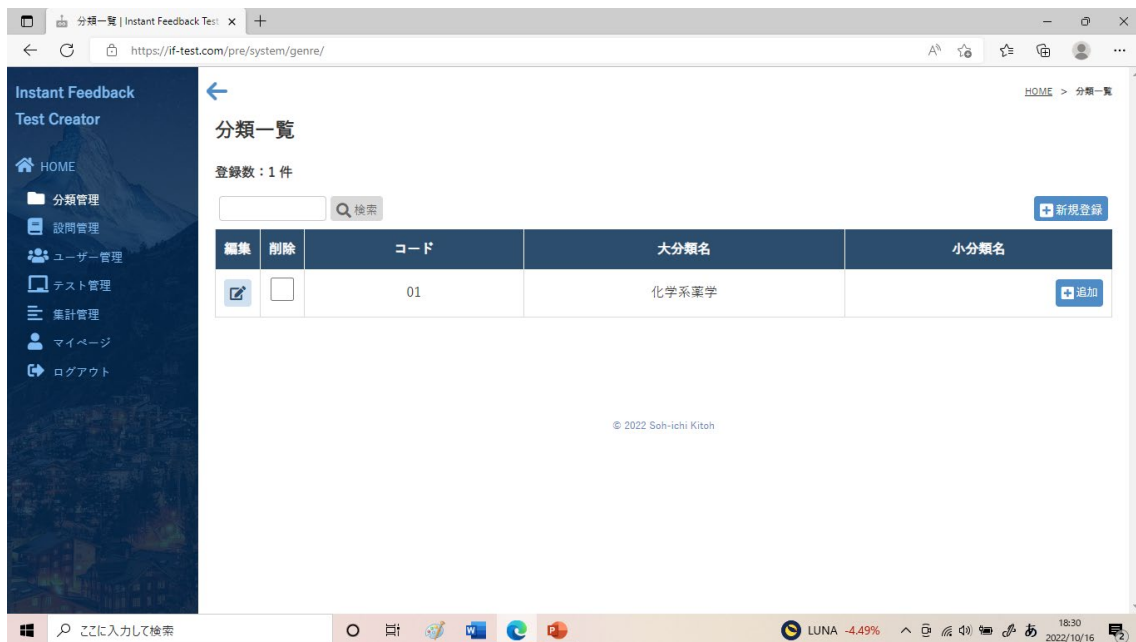 分類一覧 | Instant Feedback Test
https://if-test.com/pre/system/genre/
Instant Feedback
Test Creator
HOME
分類管理
設問管理
ユーザー管理
テスト管理
集計管理
マイページ
ログアウト
HOME > 分類一覧
分類一覧
登録数：1 件
検索
新規登録
編集 削除 コード 大分類名 小分類名
01 化学系薬学 追加
© 2022 Soh-ichi Kitoh
ここに入力して検索
LUNA -4.49%
あ
18:30
2022/10/16
2